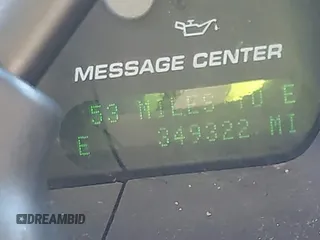 MESSAGE CENTER
53 MILES TO E
E 349322 MI
DREAMBID